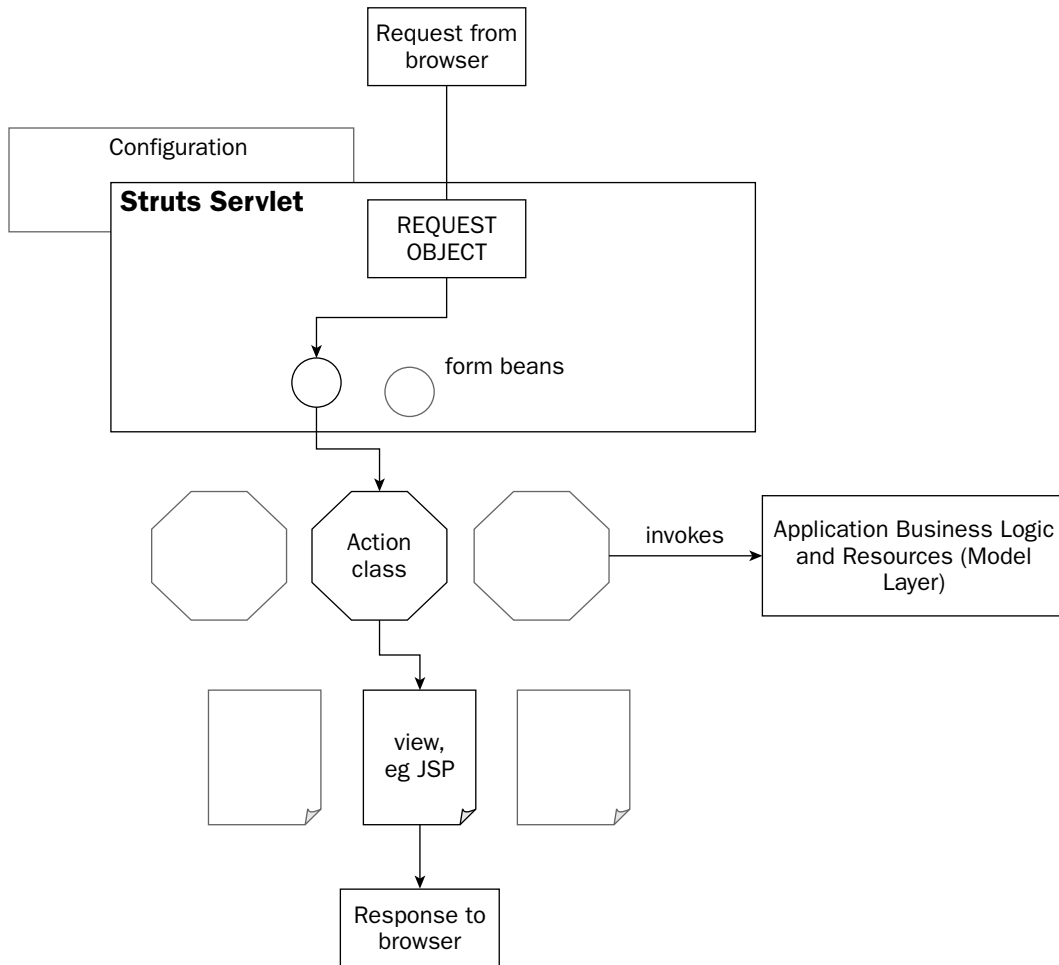 Request from
browser
Configuration
Struts Servlet
REQUEST
OBJECT
form beans
Action
class
invokes
Application Business Logic
and Resources (Model
Layer)
view,
eg JSP
Response to
browser